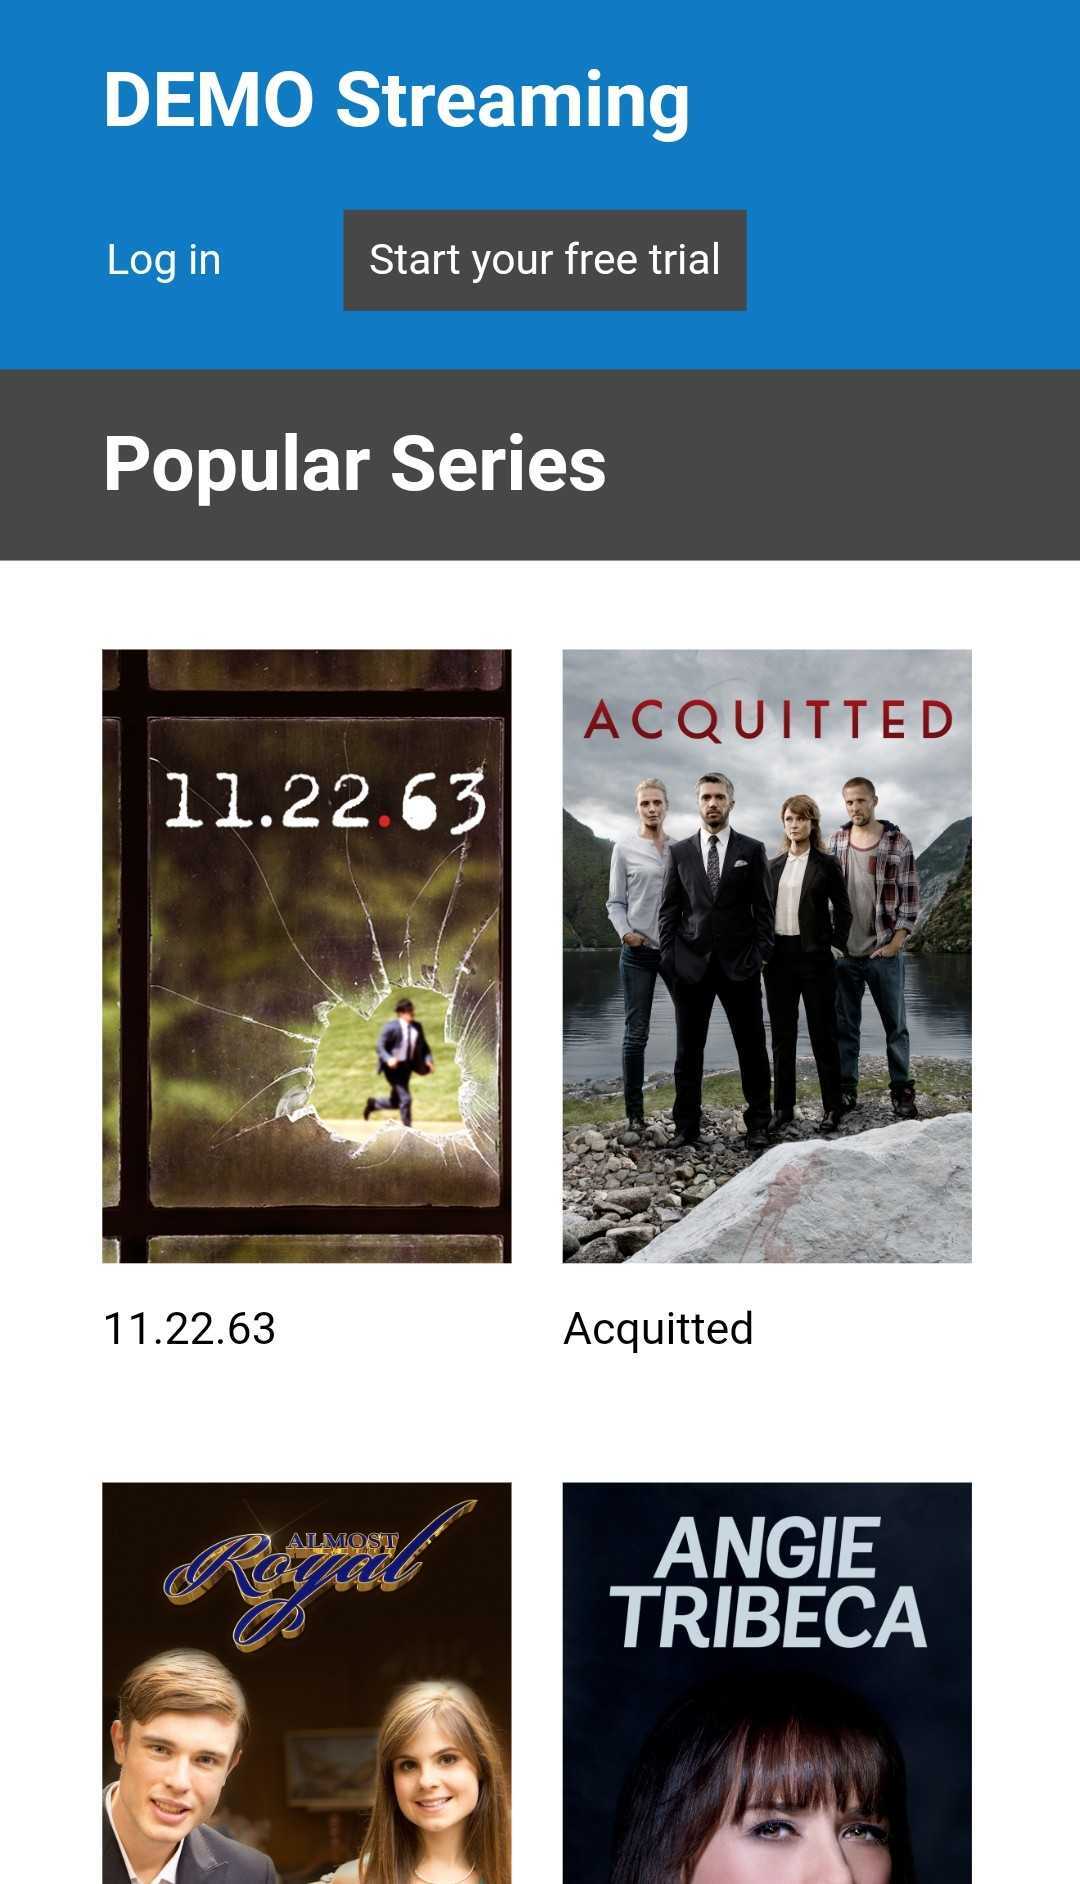 DEMO Streaming
Log in
Start your free trial
Popular Series
11.22.63
ACQUITTED
11.22.63
Acquitted
ALMOST
Royal
ANGIE
TRIBECA